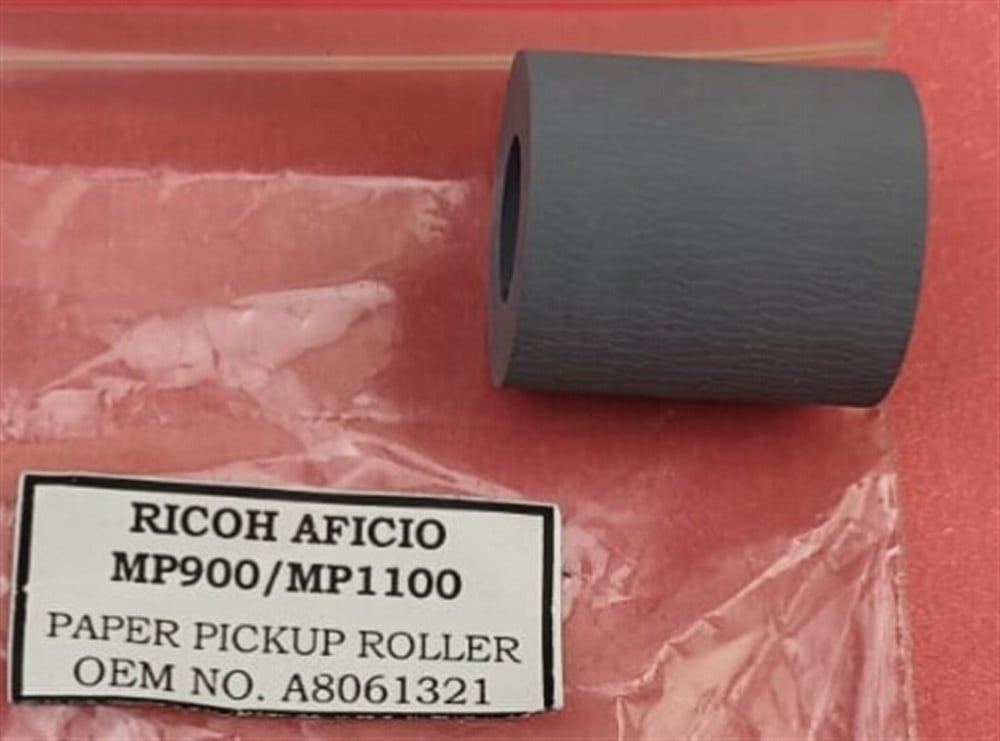 RICOH AFICIO
MP900/MP1100
PAPER PICKUP ROLLER
OEM NO. A8061321